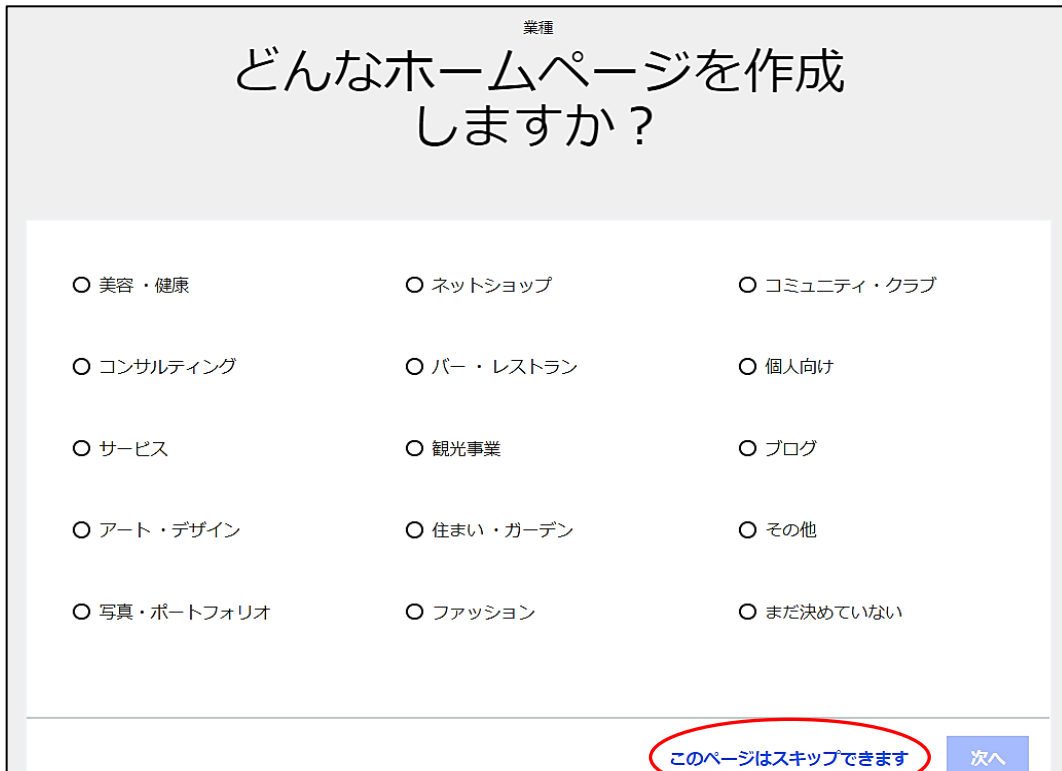 業種
どんなホームページを作成
しますか？
美容 ・健康
ネットショップ
コミュニティ・クラブ
コンサルティング
バー ・ レストラン
個人向け
サービス
観光事業
ブログ
アート ・デザイン
住まい ・ガーデン
その他
写真・ポートフォリオ
ファッション
まだ決めていない
このページはスキップできます
次へ